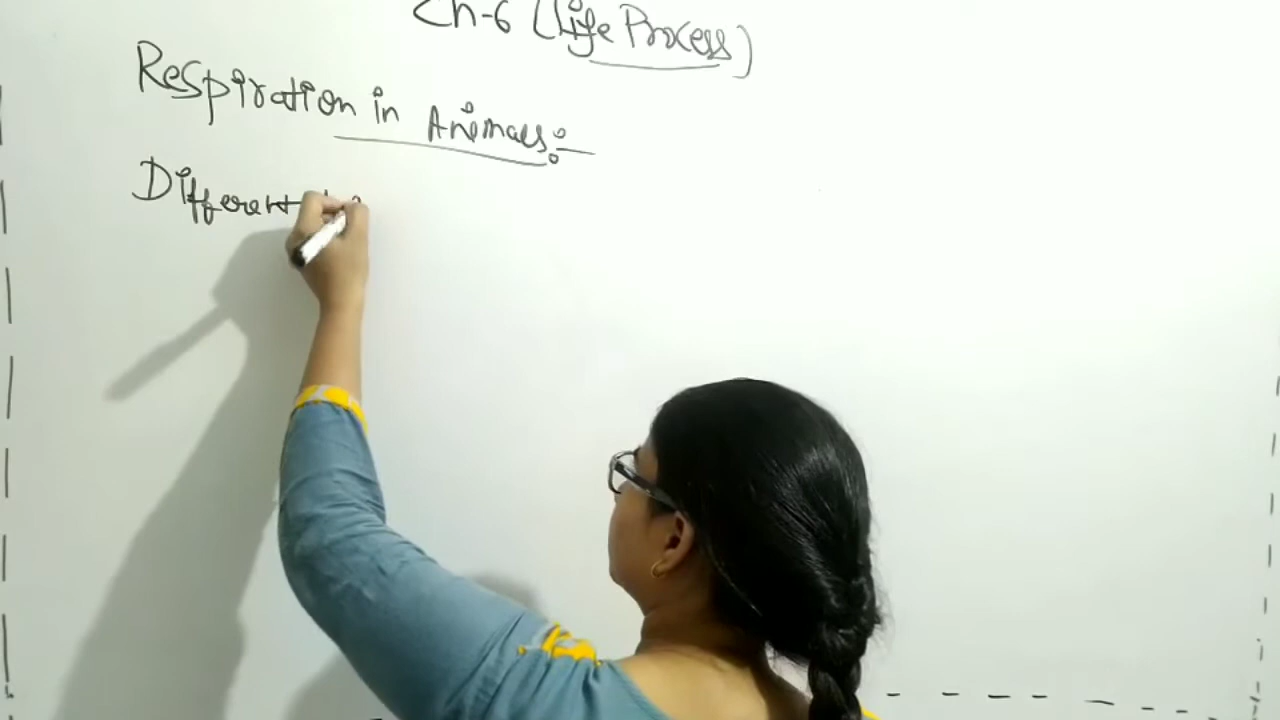 Ch-6 (Life Process)
Respiration in Animals:-
Different